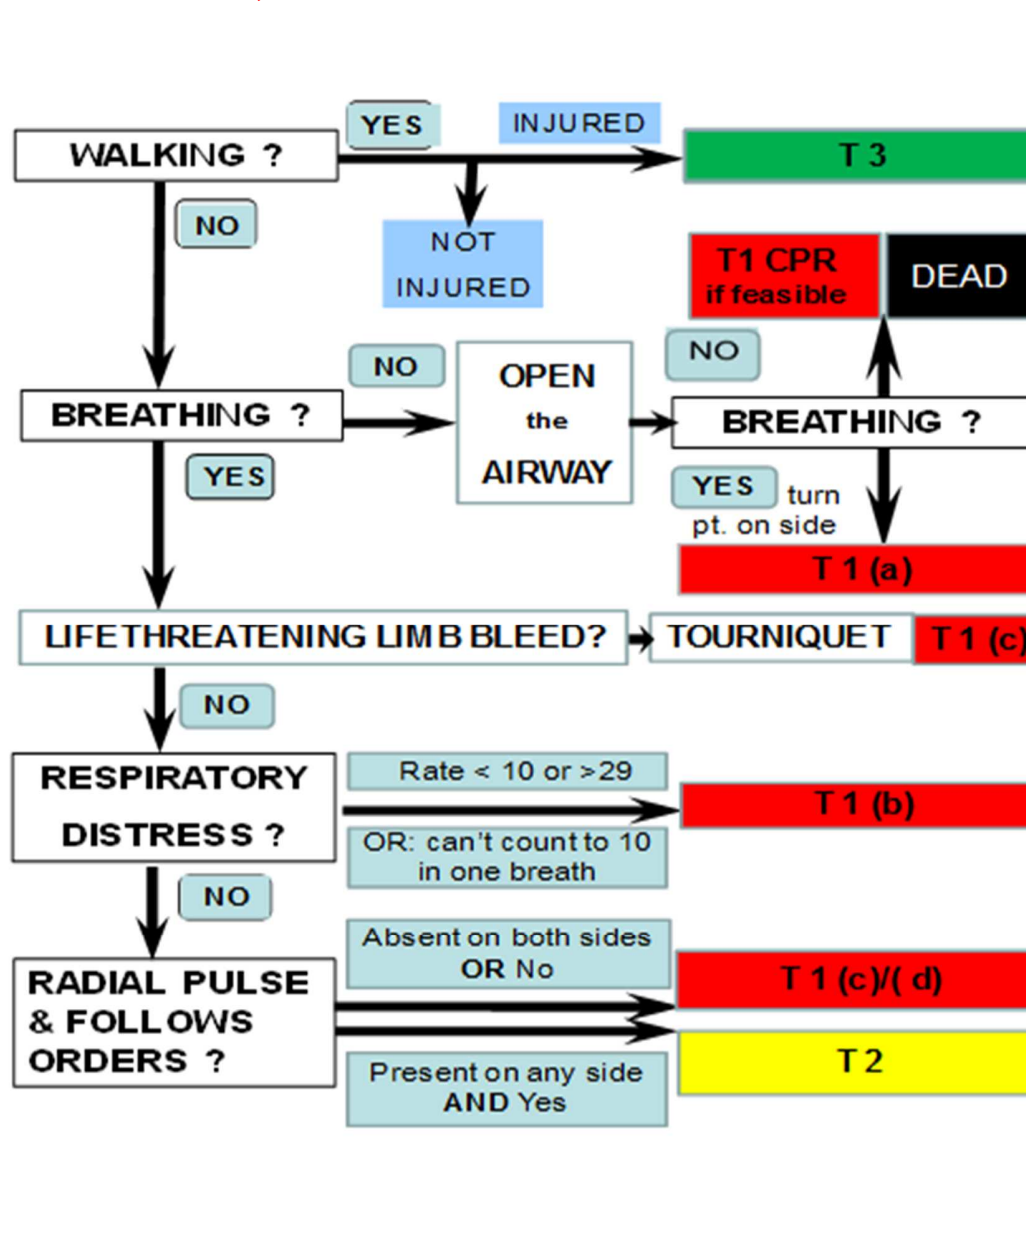 YES
INJURED
WALKING ?
T 3
NO
NOT
INJURED
T1 CPR
if feasible
DEAD
NO
NO
OPEN
the
AIRWAY
BREATHING ?
BREATHING ?
YES
YES turn
pt. on side
T 1 (a)
LIFETHREATENING LIMB BLEED?
TOURNIQUET
T 1 (c)
NO
RESPIRATORY
DISTRESS ?
Rate < 10 or >29
T 1 (b)
OR: can't count to 10
in one breath
NO
Absent on both sides
OR No
RADIAL PULSE
& FOLLOWS
ORDERS ?
T 1 (c)/( d)
T 2
Present on any side
AND Yes